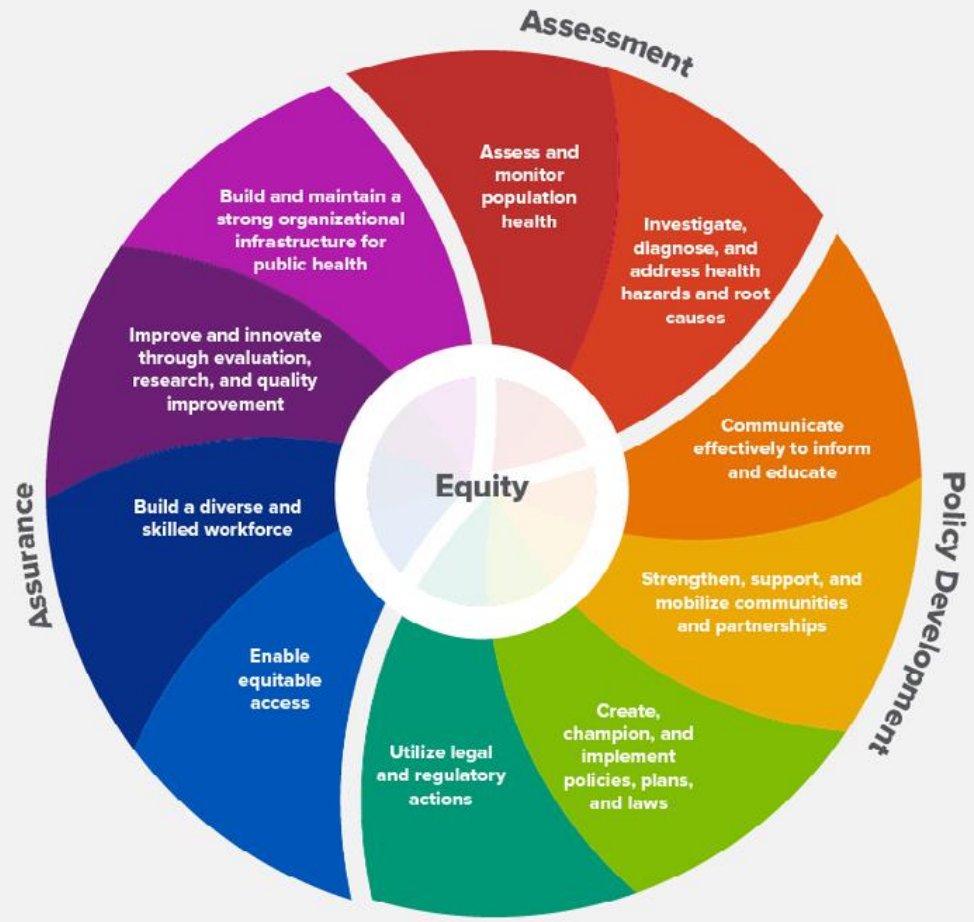 Assessment
Assess and
monitor
population
health
Investigate,
diagnose, and
address health
hazards and root
causes
Policy Development
Communicate
effectively to inform
and educate
Strengthen, support, and
mobilize communities
and partnerships
Create,
champion, and
implement
policies, plans,
and laws
Utilize legal
and regulatory
actions
Assurance
Enable
equitable
access
Build a diverse and
skilled workforce
Improve and innovate
through evaluation,
research, and quality
improvement
Build and maintain a
strong organizational
infrastructure for
public health
Equity